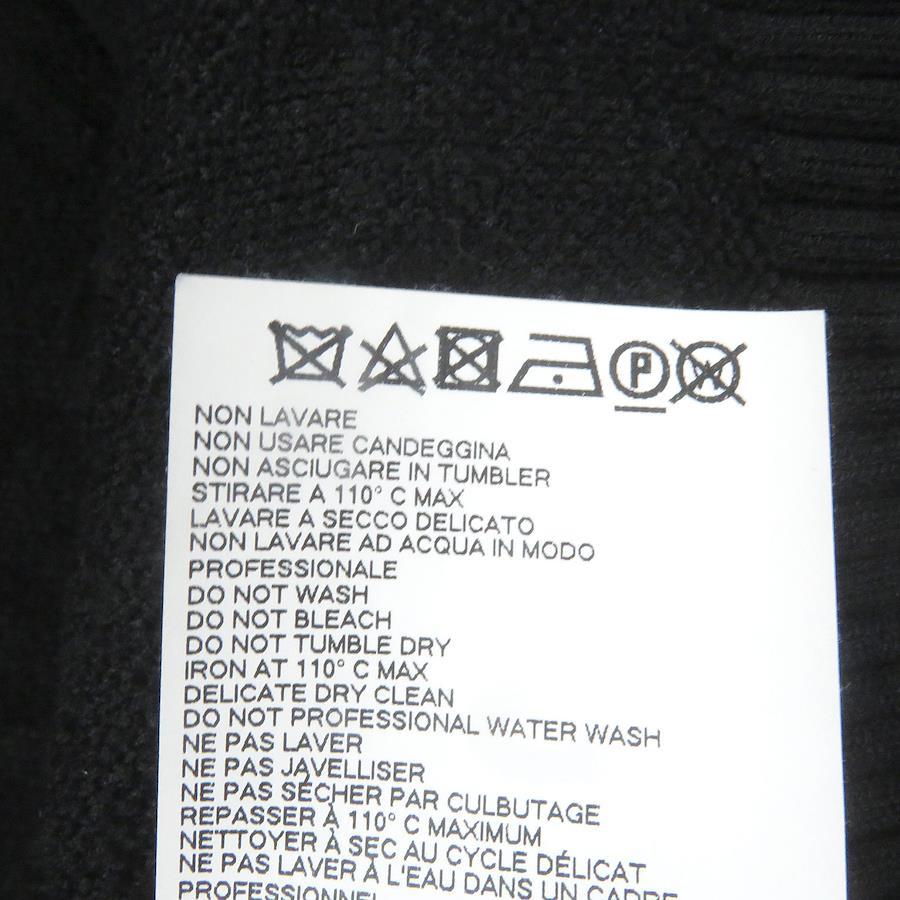 P W
NON LAVARE
NON USARE CANDEGGINA
NON ASCIUGARE IN TUMBLER
STIRARE A 110° C MAX
LAVARE A SECCO DELICATO
NON LAVARE AD ACQUA IN MODO
PROFESSIONALE
DO NOT WASH
DO NOT BLEACH
DO NOT TUMBLE DRY
IRON AT 110° C MAX
DELICATE DRY CLEAN
DO NOT PROFESSIONAL WATER WASH
NE PAS LAVER
NE PAS JAVELLISER
NE PAS SÉCHER PAR CULBUTAGE
REPASSER À 110° C MAXIMUM
NETTOYER À SEC AU CYCLE DÉLICAT
NE PAS LAVER À L'EAU DANS UN CADRE
PROFESSIONNEL